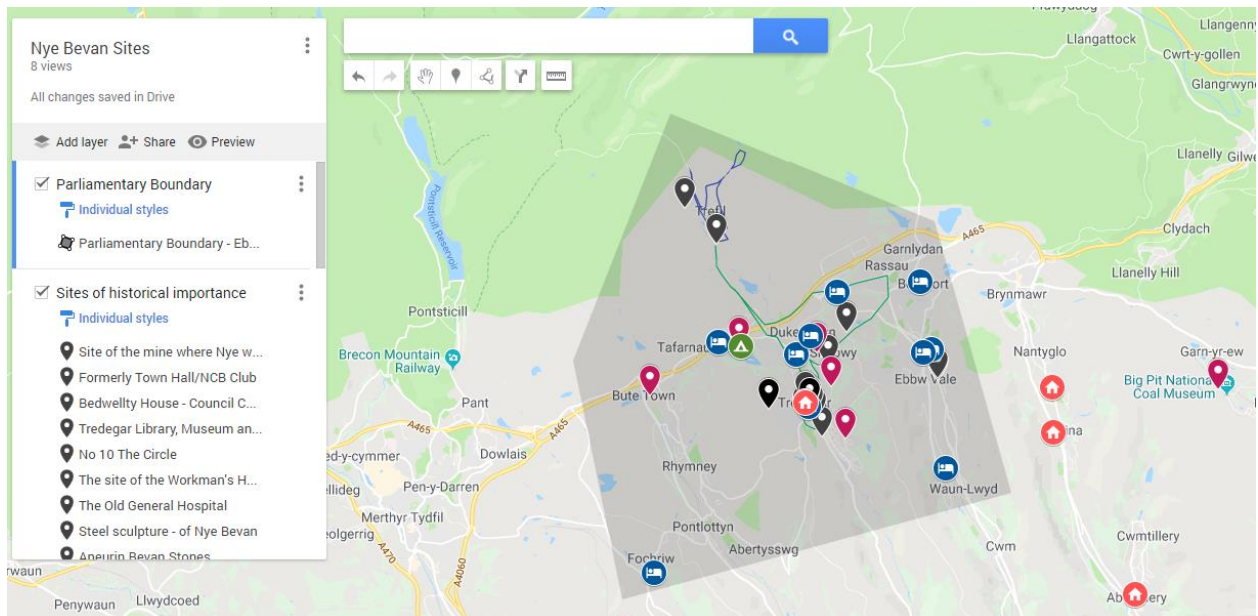 Nye Bevan Sites
8 views
All changes saved in Drive
Add layer Share Preview
Parliamentary Boundary
Individual styles
Parliamentary Boundary - Eb...
Sites of historical importance
Individual styles
Site of the mine where Nye w...
Formerly Town Hall/NCB Club
Bedwellty House - Council C...
Tredegar Library, Museum an...
No 10 The Circle
The site of the Workman's H...
The Old General Hospital
Steel sculpture - of Nye Bevan
Aneurin Bevan Stones
Llangenny
Llangattock
Cwrt-y-gollen
Glangrwyne
Llanelly
Gilwe
Pontsticill Reservoir
Trefil
A465
Clydach
Garnlydan
Rassau
Llanelly Hill
Brynmawr
Pontsticill
Brecon Mountain
Railway
Tafarnau
Nantyglo
Garn-yr-ew
Ebbw Vale
Big Pit National
Coal Museum
Pant
Bute Town
A465
A465
Dowlais
ed-y-cymmer
Rhymney
Pen-y-Darren
Waun-Lwyd
Merthyr Tydfil
Pontlottyn
Abertysswg
Cwm
Cwmtillery
Fochriw
A470
A4060
Penywaun
Llwydcoed